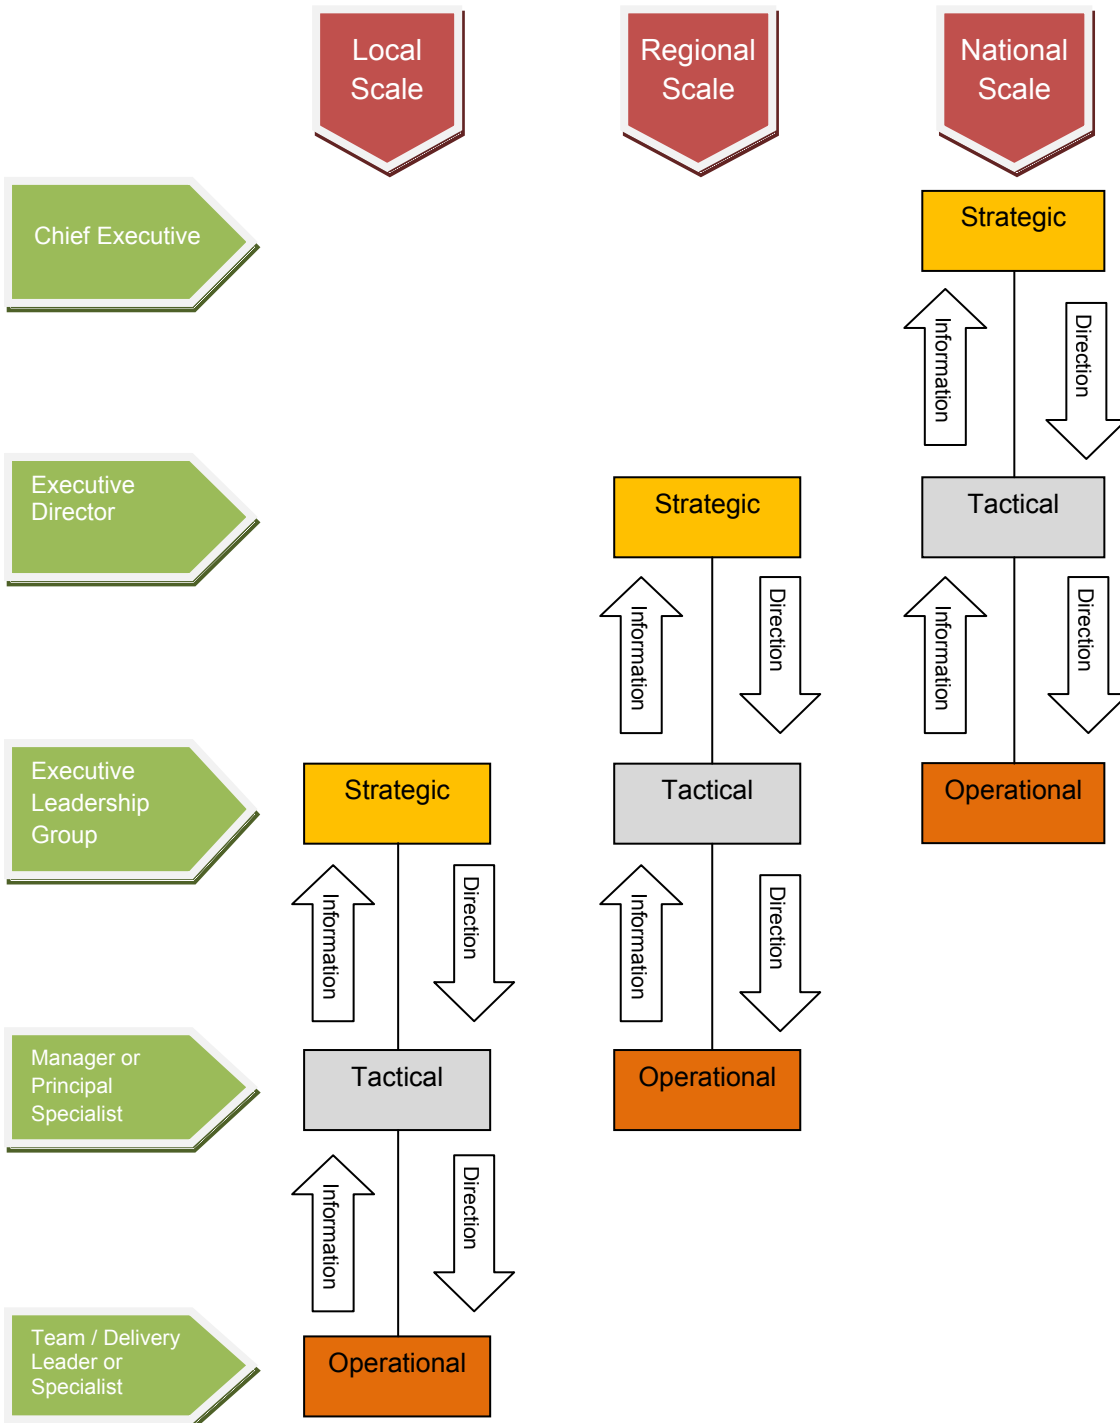 Local
Scale
Regional
Scale
National
Scale
Chief Executive
Strategic
Information
Direction
Executive
Director
Strategic
Tactical
Information
Direction
Information
Direction
Executive
Leadership
Group
Strategic
Tactical
Operational
Information
Direction
Information
Direction
Manager or
Principal
Specialist
Tactical
Operational
Information
Direction
Team / Delivery
Leader or
Specialist
Operational